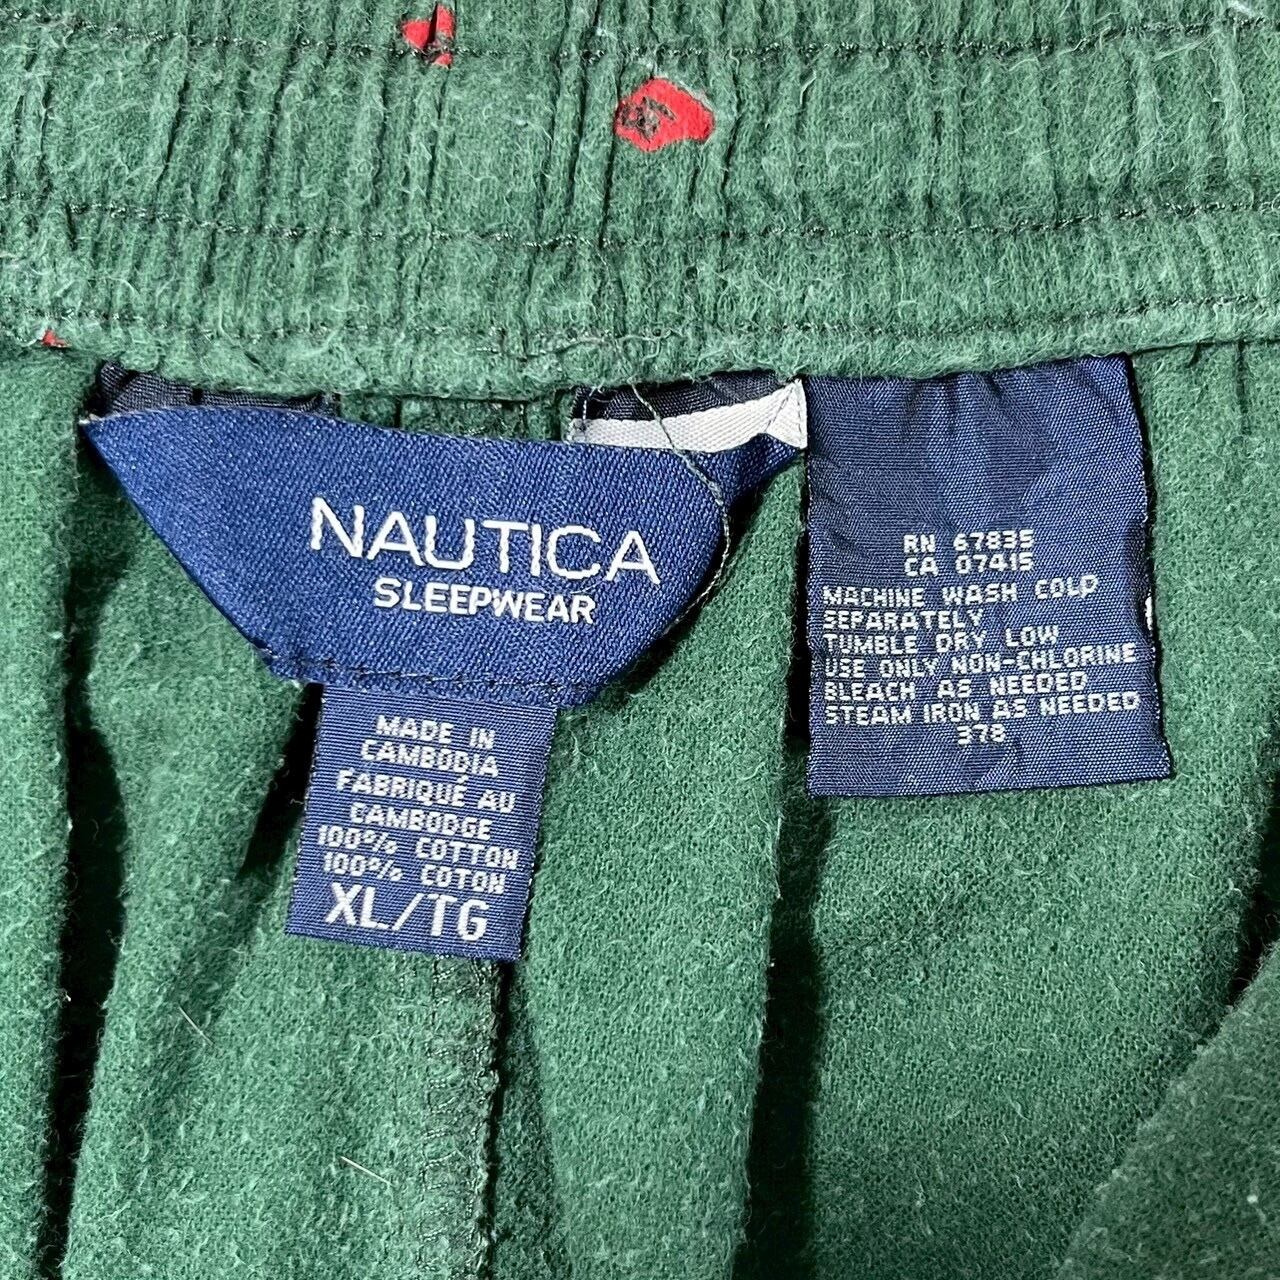 NAUTICA
SLEEPWEAR
MADE IN
CAMBODIA
FABRIQUÉ AU
CAMBODGE
100% COTTON
100% COTON
XL/TG
RN 67835
CA 07415
MACHINE WASH COLD
SEPARATELY
TUMBLE DRY LOW
USE ONLY NON-CHLORINE
BLEACH AS NEEDED
STEAM IRON AS NEEDED
378